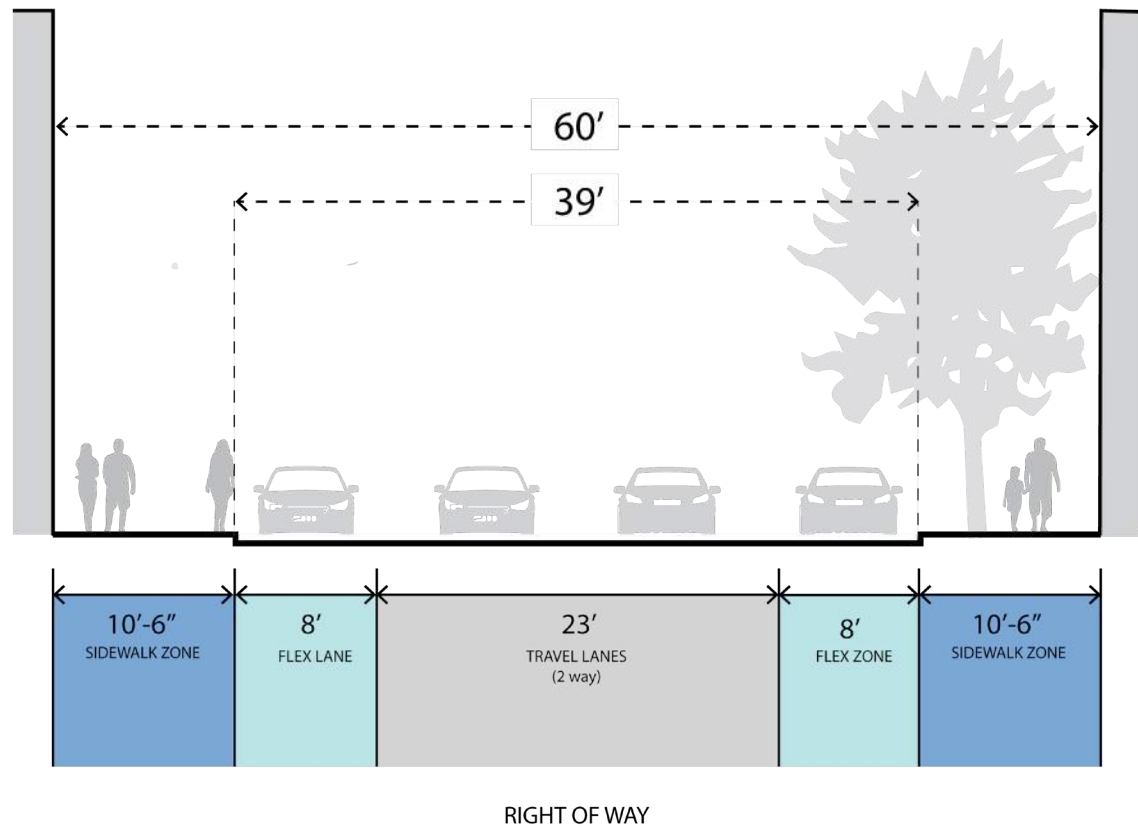 60′
39′
10′-6″
SIDEWALK ZONE
8′
FLEX LANE
23′
TRAVEL LANES
(2 way)
8′
FLEX ZONE
10′-6″
SIDEWALK ZONE
RIGHT OF WAY